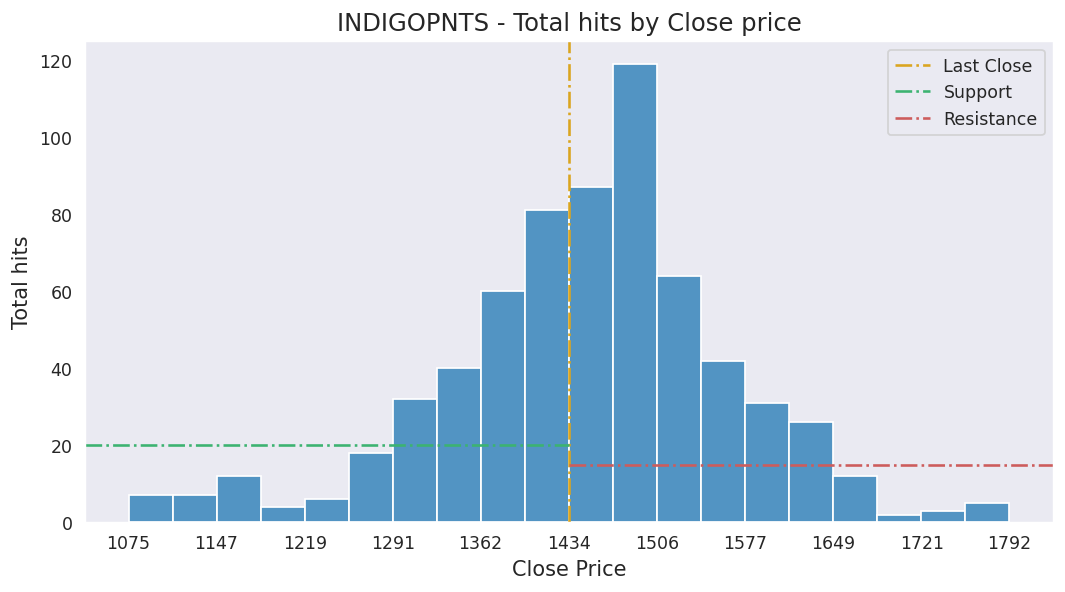 INDIGOPNTS - Total hits by Close price
Last Close
Support
Resistance
Total hits
120
100
80
60
40
20
0
1075 1147 1219 1291 1362 1434 1506 1577 1649 1721 1792
Close Price